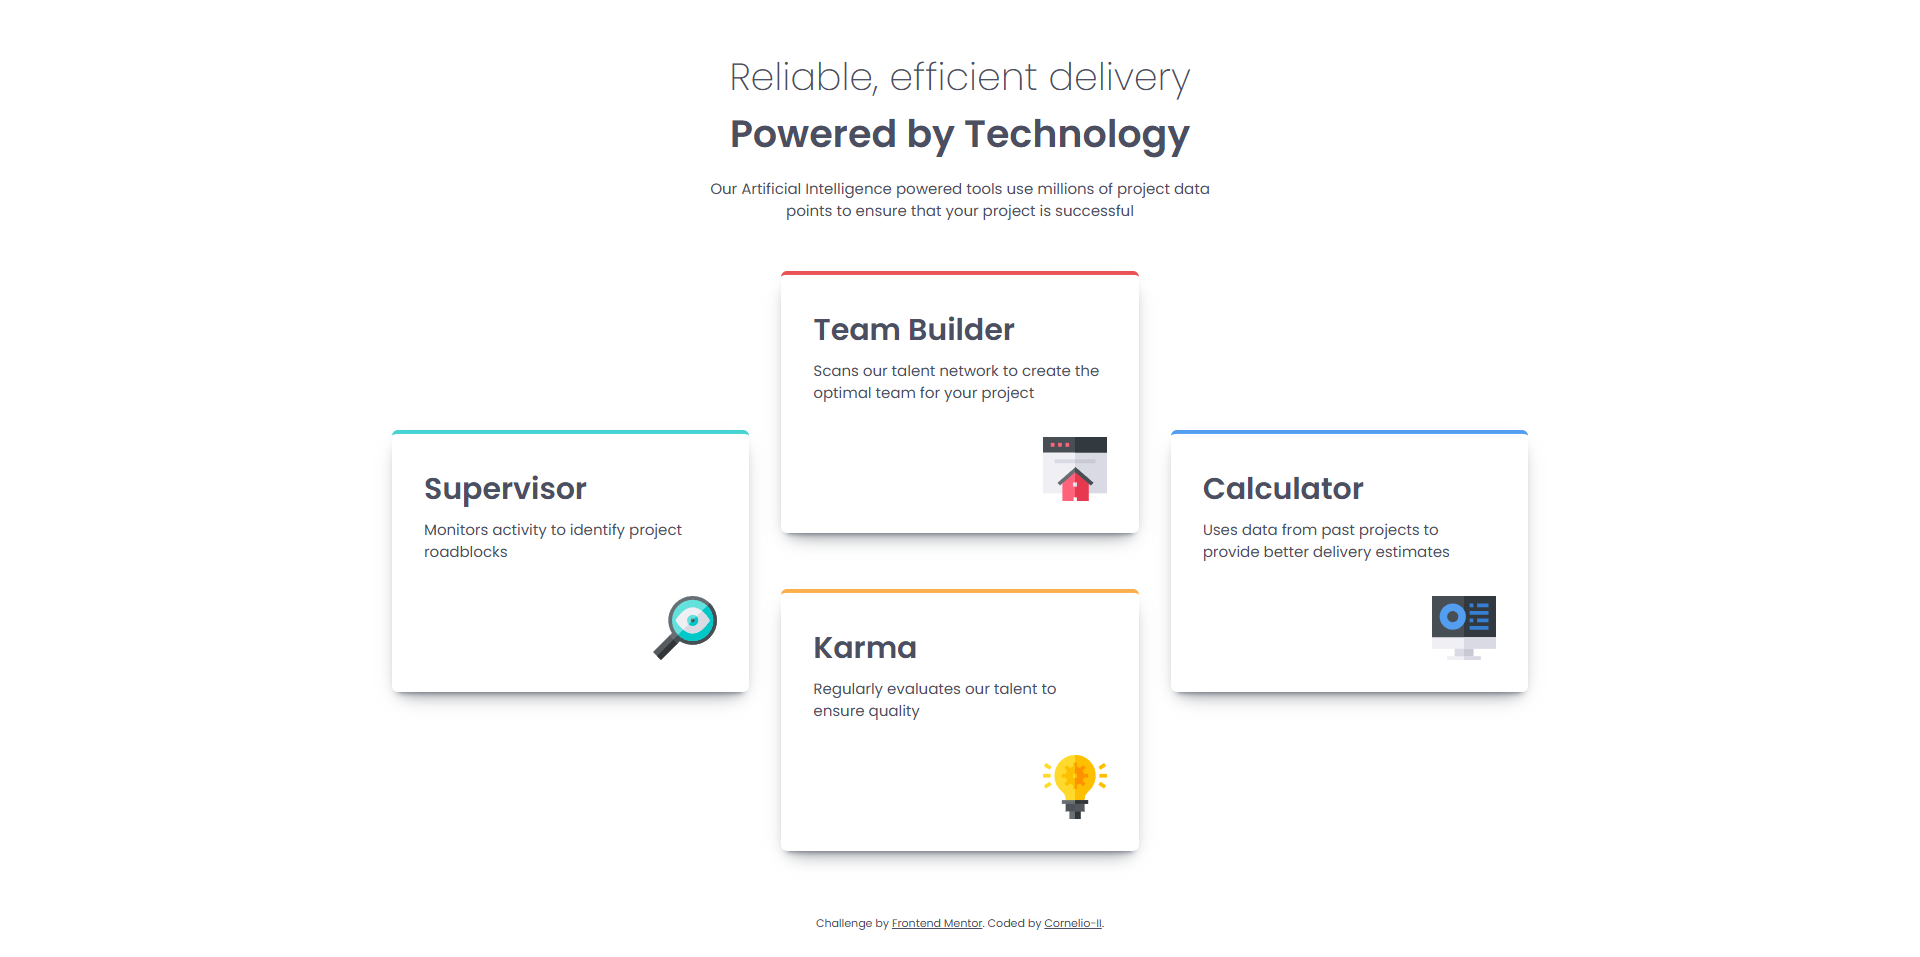 Reliable, efficient delivery
Powered by Technology
Our Artificial Intelligence powered tools use millions of project data
points to ensure that your project is successful
Supervisor
Monitors activity to identify project
roadblocks
Team Builder
Scans our talent network to create the
optimal team for your project
Karma
Regularly evaluates our talent to
ensure quality
Calculator
Uses data from past projects to
provide better delivery estimates
Challenge by Frontend Mentor. Coded by Cornelio-II.